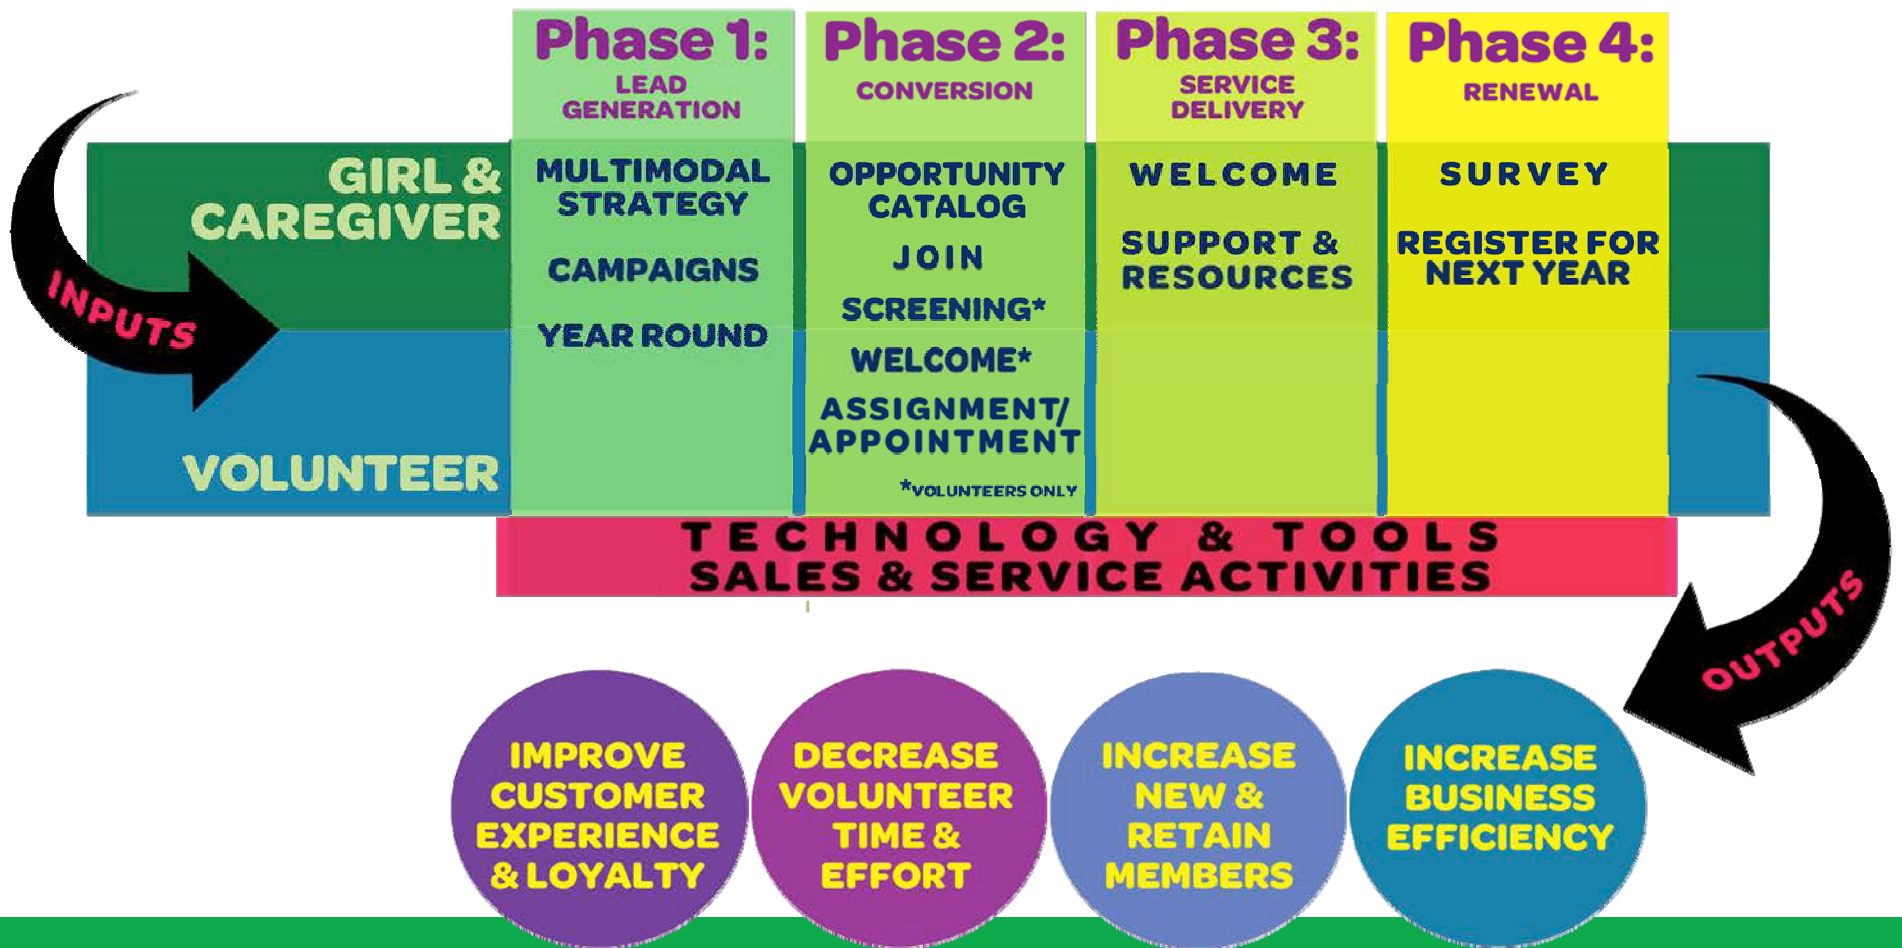 Phase 1:
LEAD
GENERATION
Phase 2:
CONVERSION
Phase 3:
SERVICE
DELIVERY
Phase 4:
RENEWAL
INPUTS
GIRL &
CAREGIVER
VOLUNTEER
MULTIMODAL
STRATEGY
CAMPAIGNS
YEAR ROUND
OPPORTUNITY
CATALOG
JOIN
SCREENING*
WELCOME*
ASSIGNMENT/
APPOINTMENT
*VOLUNTEERS ONLY
WELCOME
SUPPORT &
RESOURCES
SURVEY
REGISTER FOR
NEXT YEAR
TECHNOLOGY & TOOLS
SALES & SERVICE ACTIVITIES
OUTPUTS
IMPROVE
CUSTOMER
EXPERIENCE
& LOYALTY
DECREASE
VOLUNTEER
TIME &
EFFORT
INCREASE
NEW &
RETAIN
MEMBERS
INCREASE
BUSINESS
EFFICIENCY